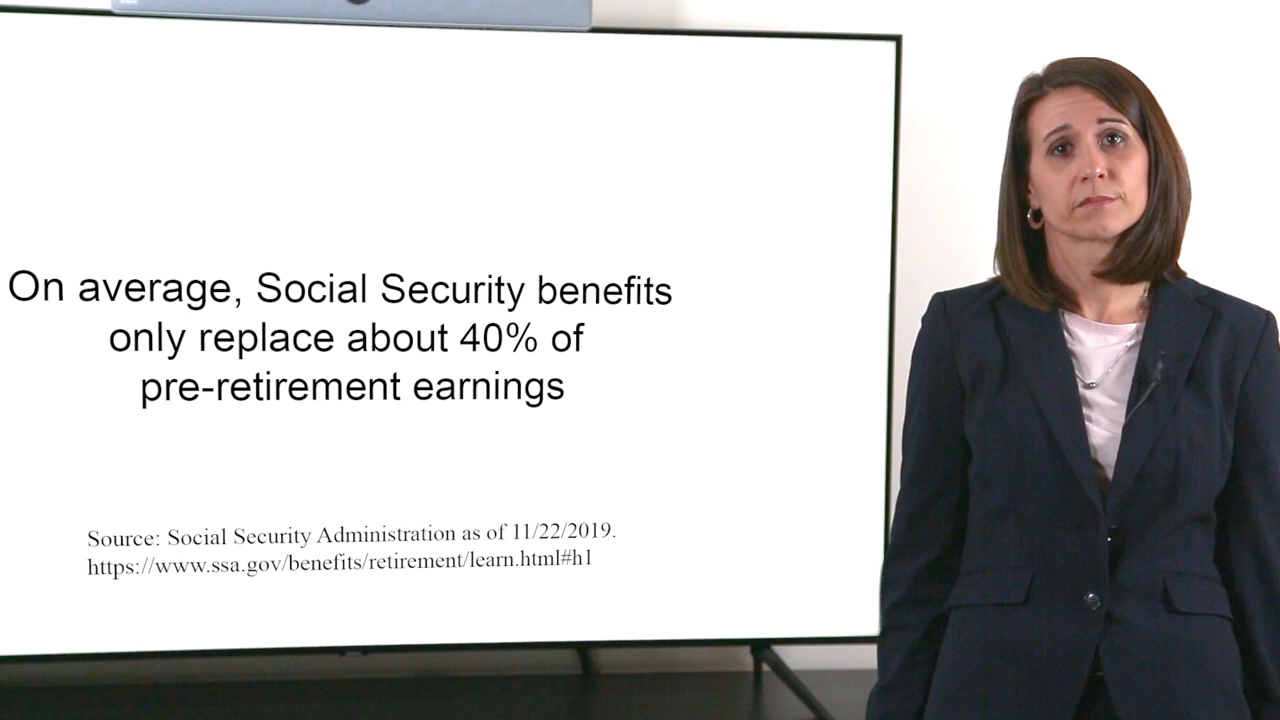 On average, Social Security benefits
only replace about 40% of
pre-retirement earnings
Source: Social Security Administration as of 11/22/2019.
https://www.ssa.gov/benefits/retirement/learn.html#h1